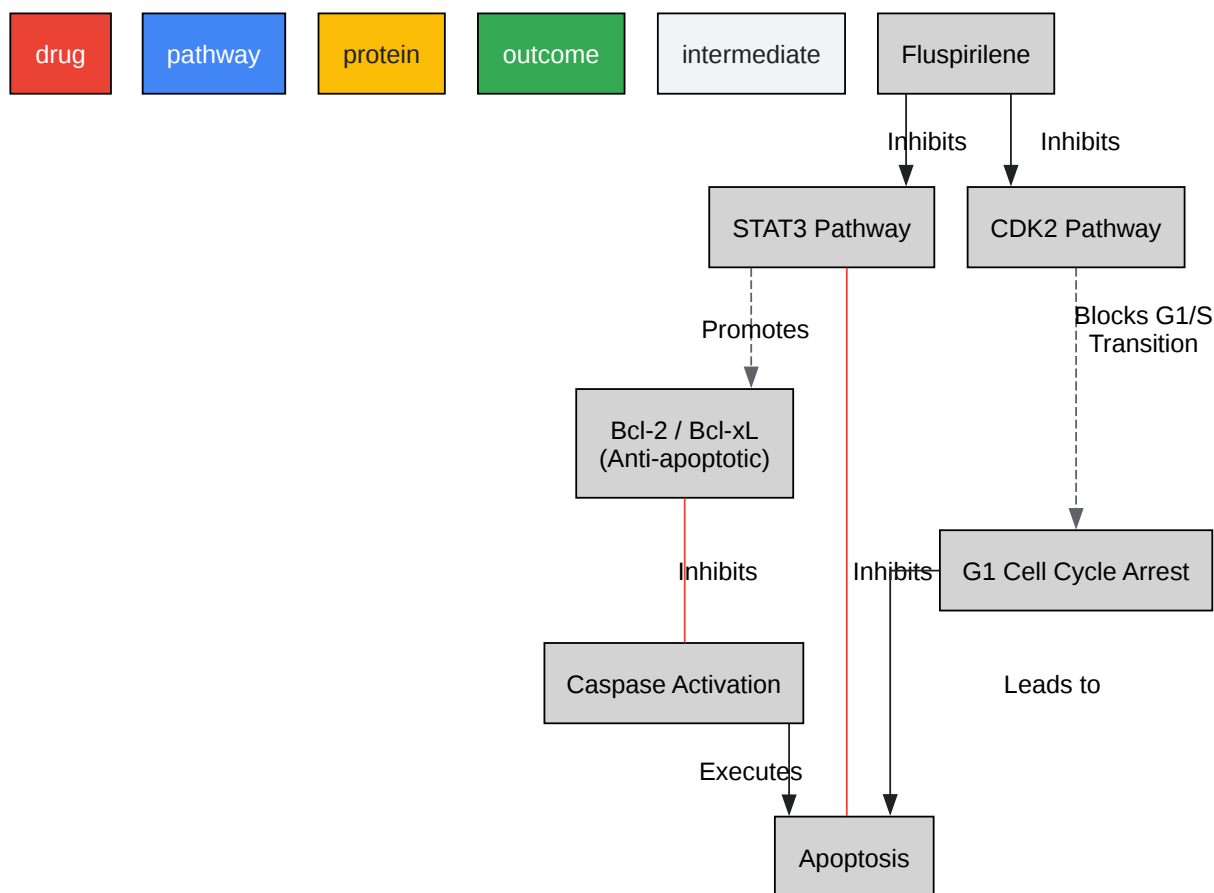 drug
pathway
protein
outcome
intermediate
Fluspirilene
Inhibits
Inhibits
STAT3 Pathway
CDK2 Pathway
Promotes
Blocks G1/S
Transition
Bcl-2 / Bcl-xL
(Anti-apoptotic)
Inhibits
Inhibits
G1 Cell Cycle Arrest
Caspase Activation
Leads to
Executes
Apoptosis